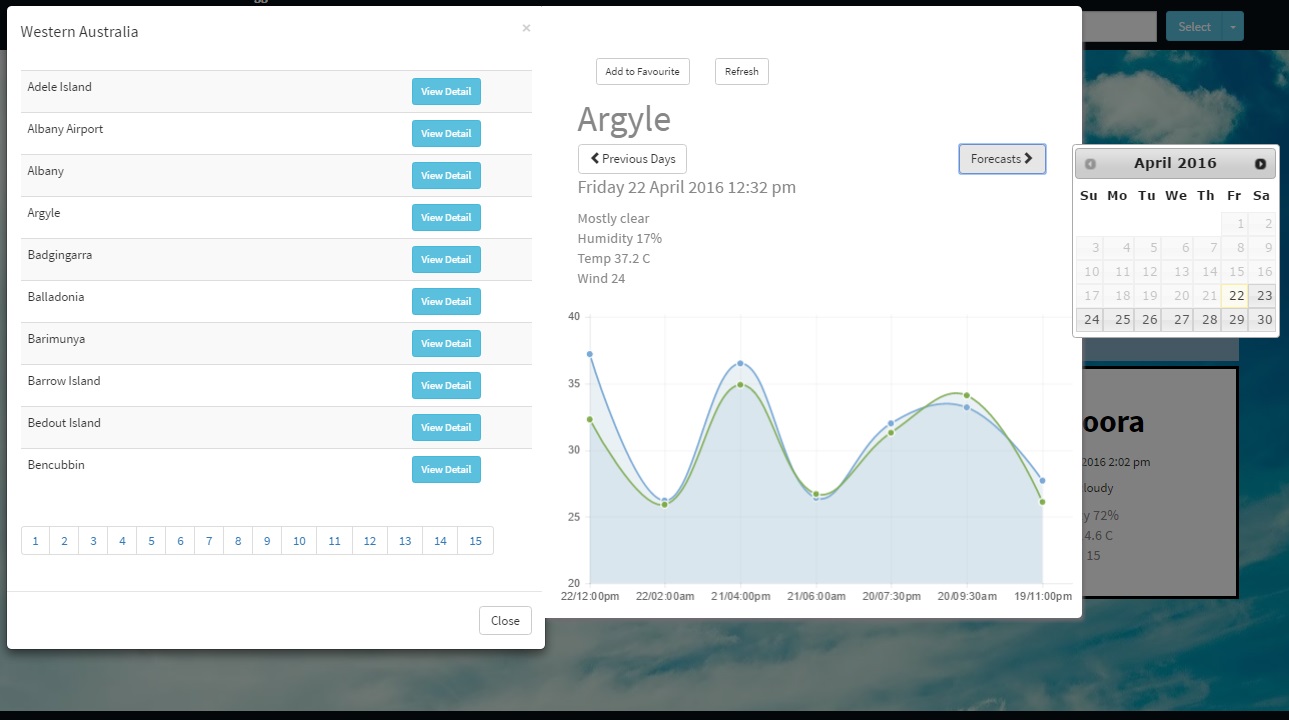 Western Australia
×
Adele Island View Detail
Albany Airport View Detail
Albany View Detail
Argyle View Detail
Badgingarra View Detail
Balladonia View Detail
Barimunya View Detail
Barrow Island View Detail
Bedout Island View Detail
Bencubbin View Detail
1 2 3 4 5 6 7 8 9 10 11 12 13 14 15
Close
Add to Favourite Refresh
Argyle
Previous Days Forecasts
Friday 22 April 2016 12:32 pm
Mostly clear
Humidity 17%
Temp 37.2 C
Wind 24
40
35
30
25
20
22/12:00pm 22/02:00am 21/04:00pm 21/06:00am 20/07:30pm 20/09:30am 19/11:00pm
Select
April 2016
Su Mo Tu We Th Fr Sa
1 2
3 4 5 6 7 8 9
10 11 12 13 14 15 16
17 18 19 20 21 22 23
24 25 26 27 28 29 30
oora
2016 2:02 pm
loudy
y 72%
4.6 C
15